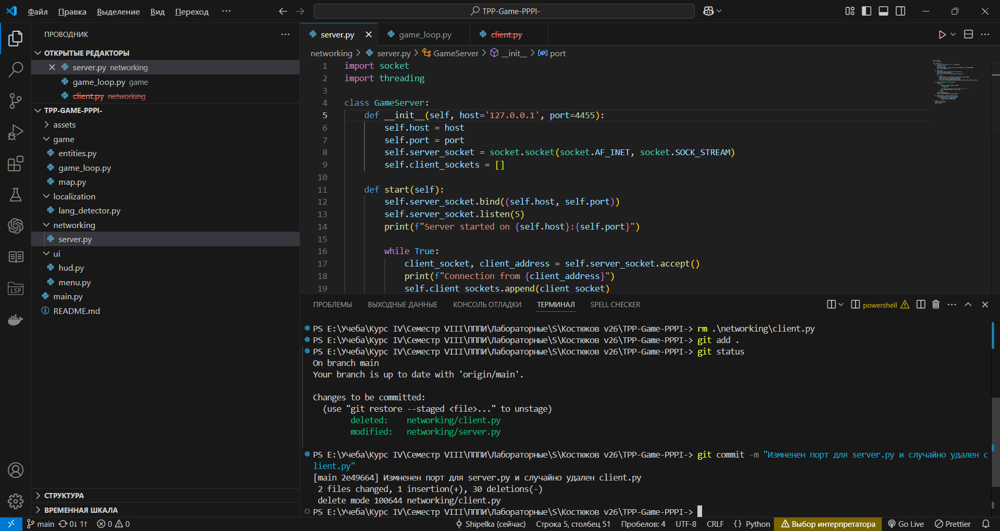 Файл Правка Выделение Вид Переход ··· TPP-Game-PPPI-
ПРОВОДНИК ···
ОТКРЫТЫЕ РЕДАКТОРЫ
server.py networking
game_loop.py game
client.py networking
TPP-GAME-PPPI-
assets
game
entities.py
game_loop.py
map.py
localization
lang_detector.py
networking
server.py
ui
hud.py
menu.py
main.py
README.md
СТРУКТУРА
ВРЕМЕННАЯ ШКАЛА
server.py game_loop.py client.py
networking > server.py > GameServer > __init__ > port
1 import socket
2 import threading
3
4 class GameServer:
5 def __init__(self, host='127.0.0.1', port=4455):
6 self.host = host
7 self.port = port
8 self.server_socket = socket.socket(socket.AF_INET, socket.SOCK_STREAM)
9 self.client_sockets = []
10
11 def start(self):
12 self.server_socket.bind((self.host, self.port))
13 self.server_socket.listen(5)
14 print(f"Server started on {self.host}:{self.port}")
15
16 while True:
17 client_socket, client_address = self.server_socket.accept()
18 print(f"Connection from {client_address}")
19 self.client_sockets.append(client_socket)
ПРОБЛЕМЫ ВЫХОДНЫЕ ДАННЫЕ КОНСОЛЬ ОТЛАДКИ ТЕРМИНАЛ SPELL CHECKER powershell
PS E:\Учеба\Курс IV\Семестр VIII\ПППИ\Лабораторные\S\Костюков v26\TPP-Game-PPPI-> rm .\networking\client.py
PS E:\Учеба\Курс IV\Семестр VIII\ПППИ\Лабораторные\S\Костюков v26\TPP-Game-PPPI-> git add .
PS E:\Учеба\Курс IV\Семестр VIII\ПППИ\Лабораторные\S\Костюков v26\TPP-Game-PPPI-> git status
On branch main
Your branch is up to date with 'origin/main'.
Changes to be committed:
(use "git restore --staged <file>..." to unstage)
deleted: networking/client.py
modified: networking/server.py
PS E:\Учеба\Курс IV\Семестр VIII\ПППИ\Лабораторные\S\Костюков v26\TPP-Game-PPPI-> git commit -m "Измненен порт для server.py и случайно удален c
lient.py"
[main 2e49664] Измненен порт для server.py и случайно удален client.py
2 files changed, 1 insertion(+), 30 deletions(-)
delete mode 100644 networking/client.py
PS E:\Учеба\Курс IV\Семестр VIII\ПППИ\Лабораторные\S\Костюков v26\TPP-Game-PPPI->
main 0↓ 1↑ 0 0 Shipelka (сейчас) Строка 5, столбец 51 Пробелов: 4 UTF-8 CRLF {} Python Выбор интерпретатора Go Live Prettier